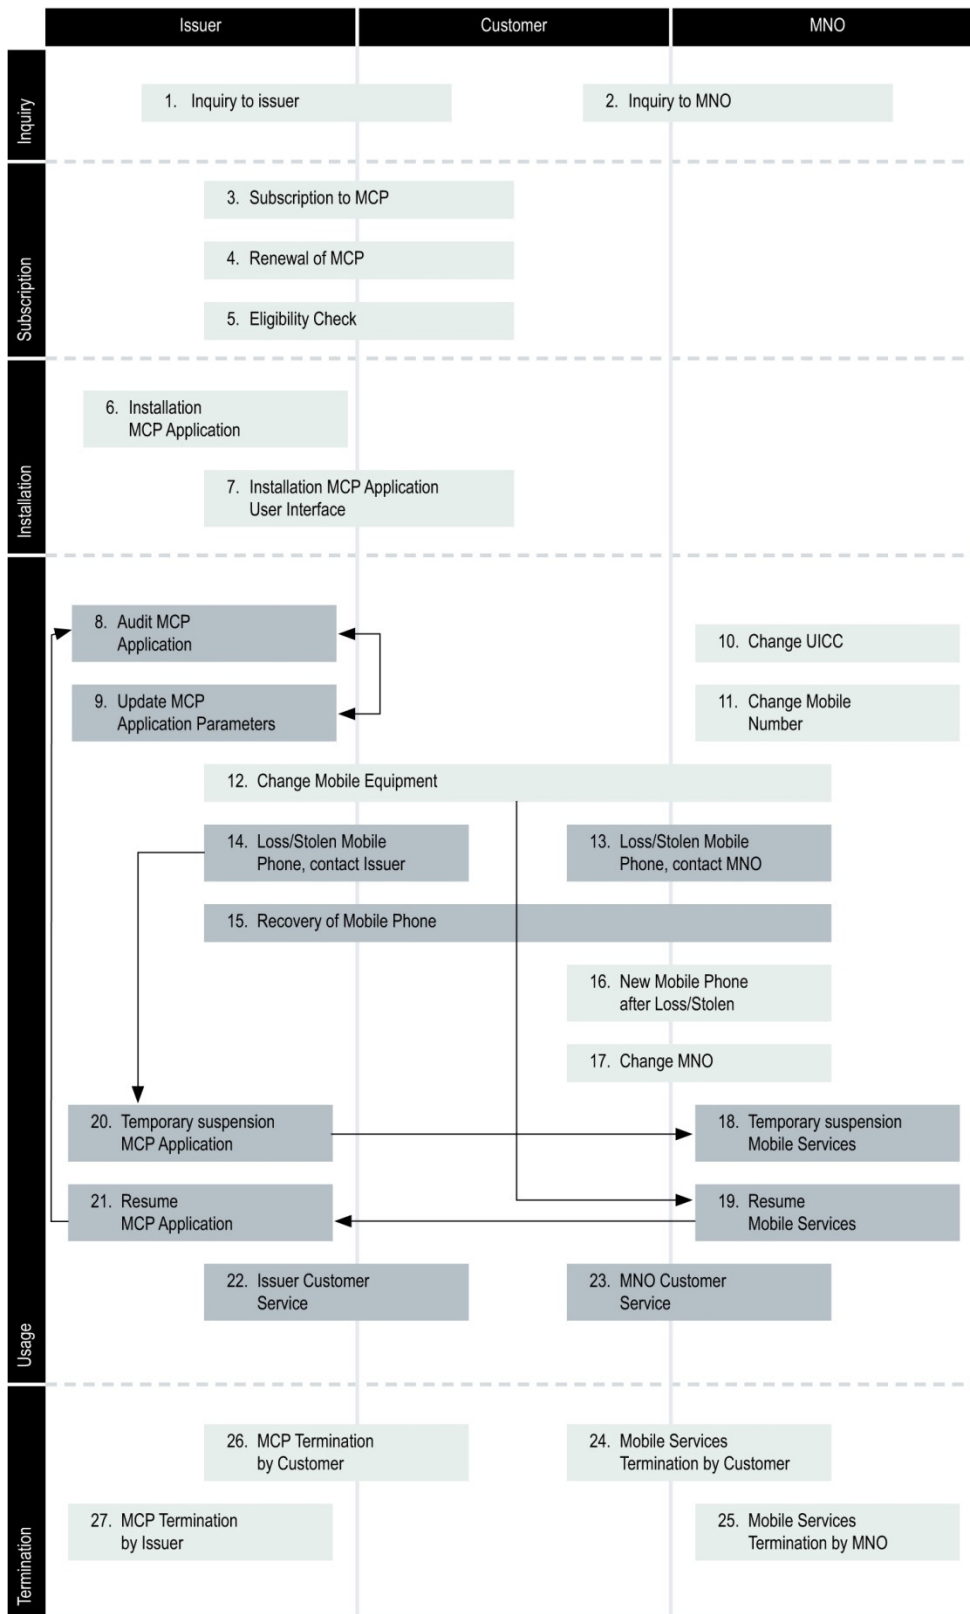 Issuer
Customer
MNO
Inquiry
1. Inquiry to issuer
2. Inquiry to MNO
Subscription
3. Subscription to MCP
4. Renewal of MCP
5. Eligibility Check
Installation
6. Installation
MCP Application
7. Installation MCP Application
User Interface
Usage
8. Audit MCP
Application
10. Change UICC
9. Update MCP
Application Parameters
11. Change Mobile
Number
12. Change Mobile Equipment
14. Loss/Stolen Mobile
Phone, contact Issuer
13. Loss/Stolen Mobile
Phone, contact MNO
15. Recovery of Mobile Phone
16. New Mobile Phone
after Loss/Stolen
17. Change MNO
20. Temporary suspension
MCP Application
18. Temporary suspension
Mobile Services
21. Resume
MCP Application
19. Resume
Mobile Services
22. Issuer Customer
Service
23. MNO Customer
Service
Termination
26. MCP Termination
by Customer
24. Mobile Services
Termination by Customer
27. MCP Termination
by Issuer
25. Mobile Services
Termination by MNO